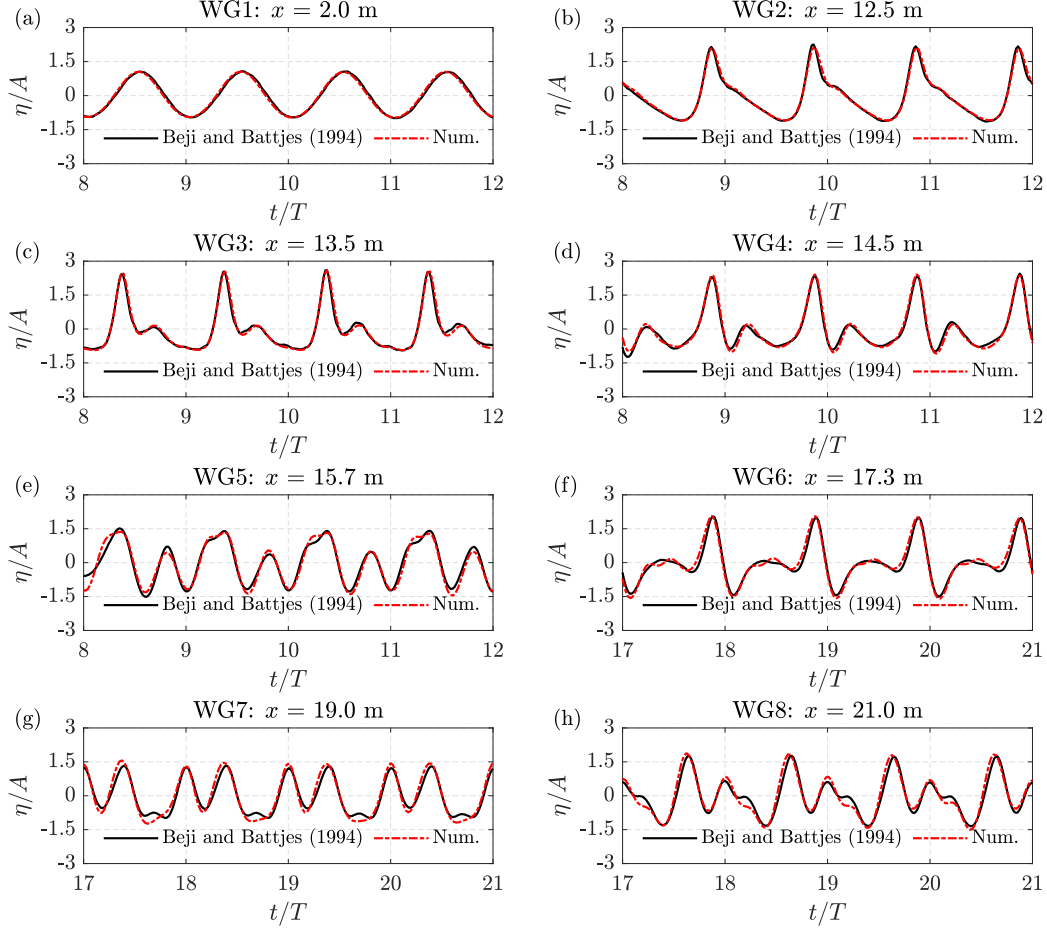 (a) WG1: x = 2.0 m
3
1.5
0
-1.5
-3
η/A
Beji and Battjes (1994) Num.
8 9 10 11 12
t/T
(b) WG2: x = 12.5 m
3
1.5
0
-1.5
-3
η/A
Beji and Battjes (1994) Num.
8 9 10 11 12
t/T
(c) WG3: x = 13.5 m
3
1.5
0
-1.5
-3
η/A
Beji and Battjes (1994) Num.
8 9 10 11 12
t/T
(d) WG4: x = 14.5 m
3
1.5
0
-1.5
-3
η/A
Beji and Battjes (1994) Num.
8 9 10 11 12
t/T
(e) WG5: x = 15.7 m
3
1.5
0
-1.5
-3
η/A
Beji and Battjes (1994) Num.
8 9 10 11 12
t/T
(f) WG6: x = 17.3 m
3
1.5
0
-1.5
-3
η/A
Beji and Battjes (1994) Num.
17 18 19 20 21
t/T
(g) WG7: x = 19.0 m
3
1.5
0
-1.5
-3
η/A
Beji and Battjes (1994) Num.
17 18 19 20 21
t/T
(h) WG8: x = 21.0 m
3
1.5
0
-1.5
-3
η/A
Beji and Battjes (1994) Num.
17 18 19 20 21
t/T